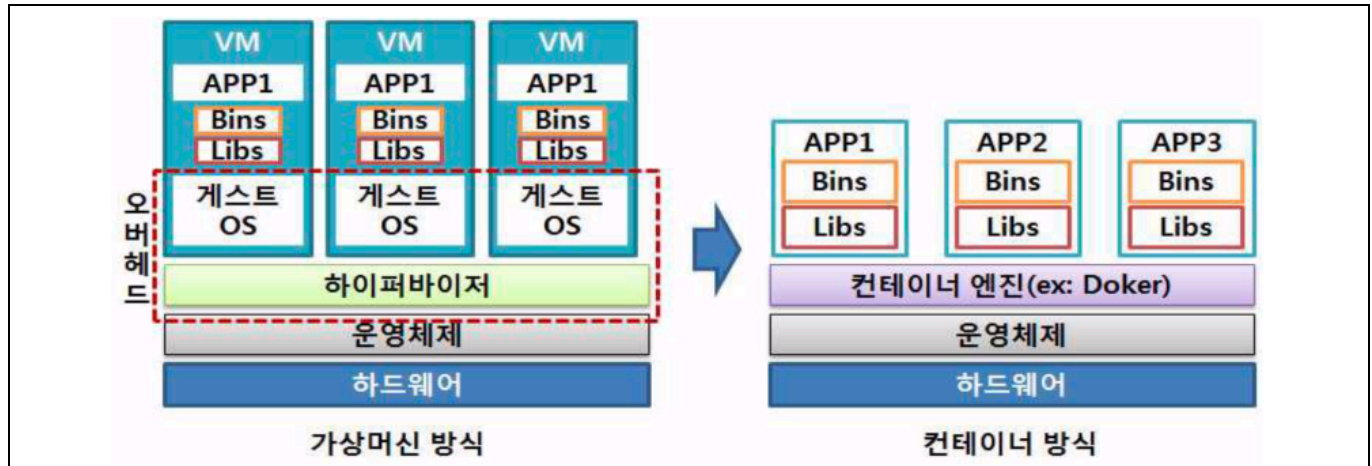 VM VM VM
APP1 APP1 APP1
Bins Bins Bins
Libs Libs Libs
게스트 게스트 게스트
OS OS OS
오버헤드
하이퍼바이저
운영체제
하드웨어
가상머신 방식
APP1 APP2 APP3
Bins Bins Bins
Libs Libs Libs
컨테이너 엔진(ex: Doker)
운영체제
하드웨어
컨테이너 방식